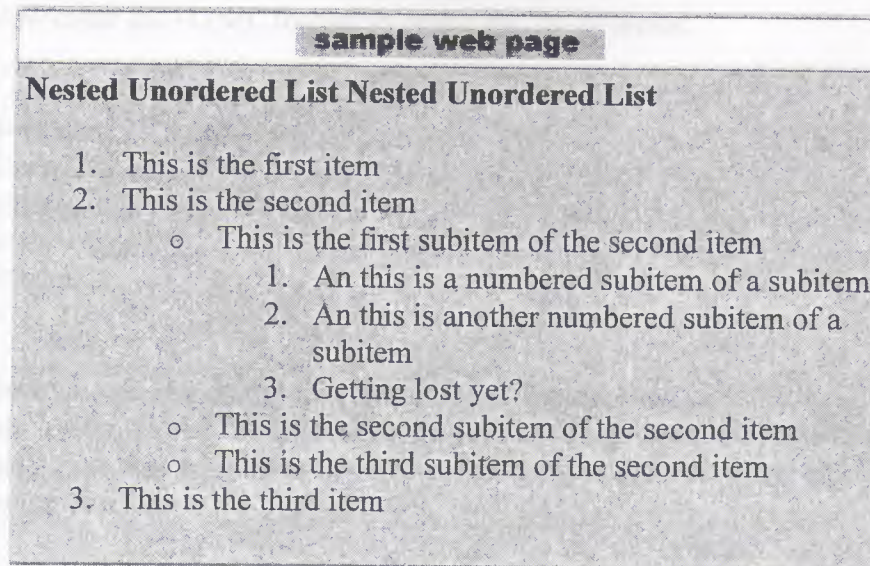 sample web page
Nested Unordered List Nested Unordered List
1. This is the first item
2. This is the second item
○ This is the first subitem of the second item
1. An this is a numbered subitem of a subitem
2. An this is another numbered subitem of a
subitem
3. Getting lost yet?
○ This is the second subitem of the second item
○ This is the third subitem of the second item
3. This is the third item